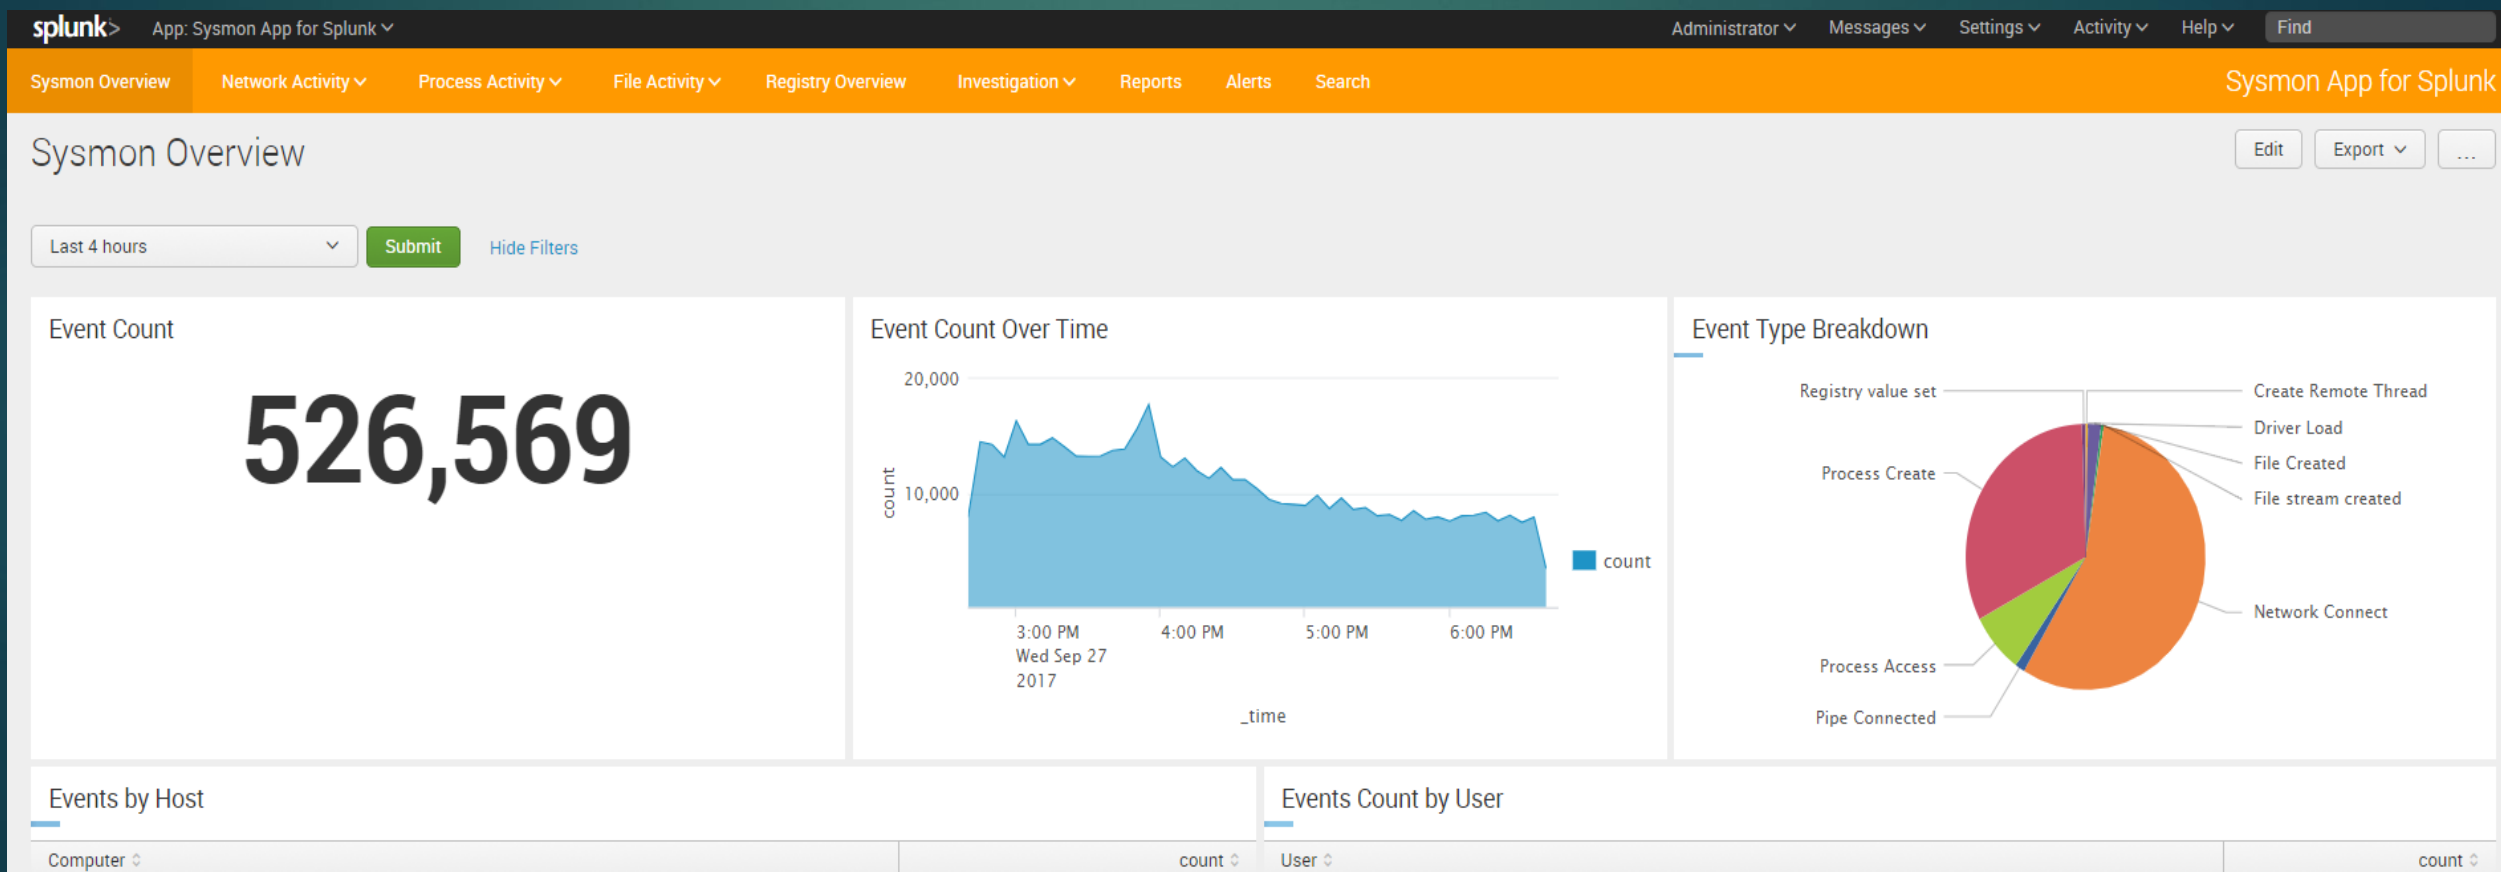 splunk> App: Sysmon App for Splunk Administrator Messages Settings Activity Help Find
Sysmon Overview Network Activity Process Activity File Activity Registry Overview Investigation Reports Alerts Search Sysmon App for Splunk
Sysmon Overview
Edit Export ...
Last 4 hours Submit Hide Filters
Event Count
526,569
Event Count Over Time
20,000
10,000
count
count
3:00 PM 4:00 PM 5:00 PM 6:00 PM
Wed Sep 27
2017
_time
Event Type Breakdown
Registry value set
Create Remote Thread
Driver Load
File Created
Process Create
File stream created
Network Connect
Process Access
Pipe Connected
Events by Host
Computer count
Events Count by User
User count